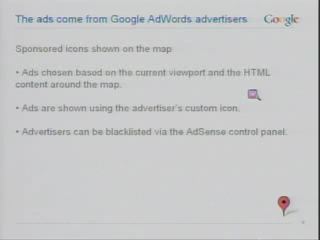 The ads come from Google AdWords advertisers
Google
Sponsored icons shown on the map
• Ads chosen based on the current viewport and the HTML
content around the map.
• Ads are shown using the advertiser's custom icon.
• Advertisers can be blacklisted via the AdSense control panel.